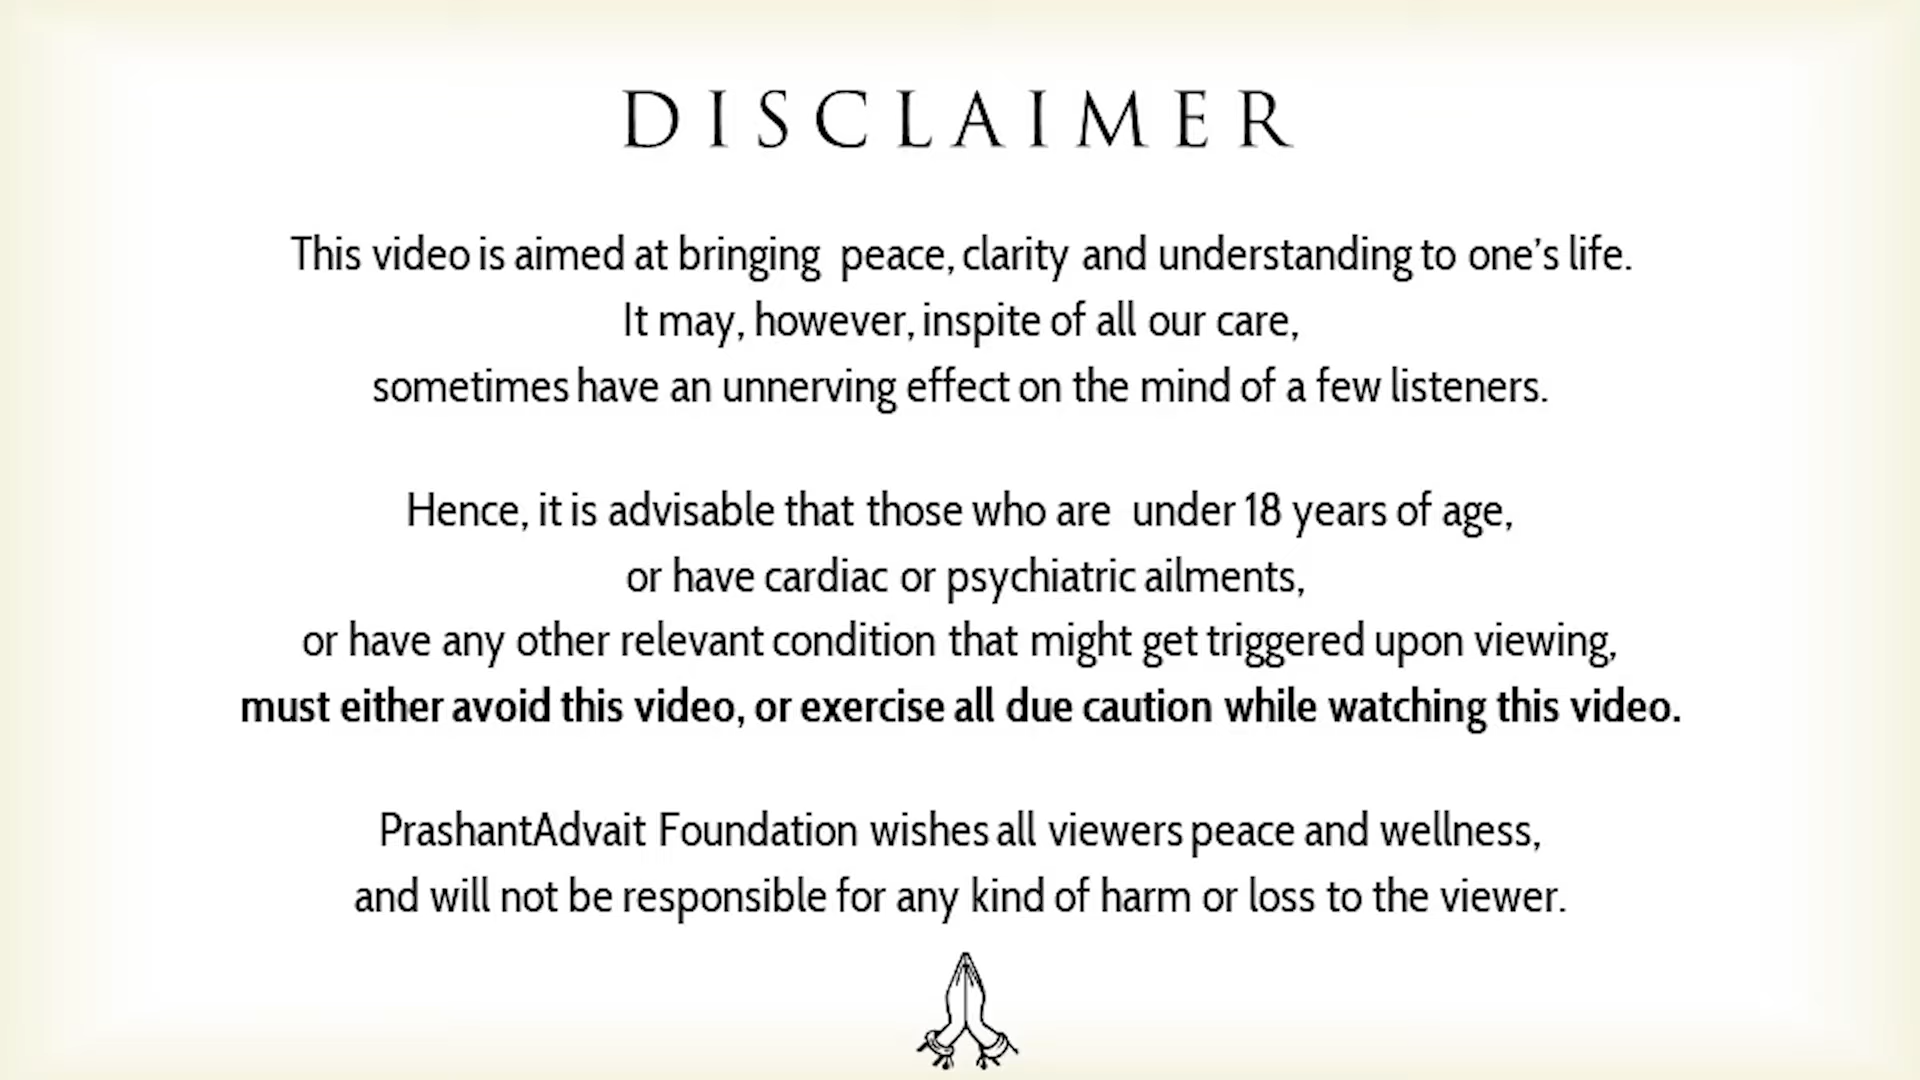 DISCLAIMER
This video is aimed at bringing peace, clarity and understanding to one’s life.
It may, however, inspite of all our care,
sometimes have an unnerving effect on the mind of a few listeners.
Hence, it is advisable that those who are under 18 years of age,
or have cardiac or psychiatric ailments,
or have any other relevant condition that might get triggered upon viewing,
must either avoid this video, or exercise all due caution while watching this video.
PrashantAdvait Foundation wishes all viewers peace and wellness,
and will not be responsible for any kind of harm or loss to the viewer.